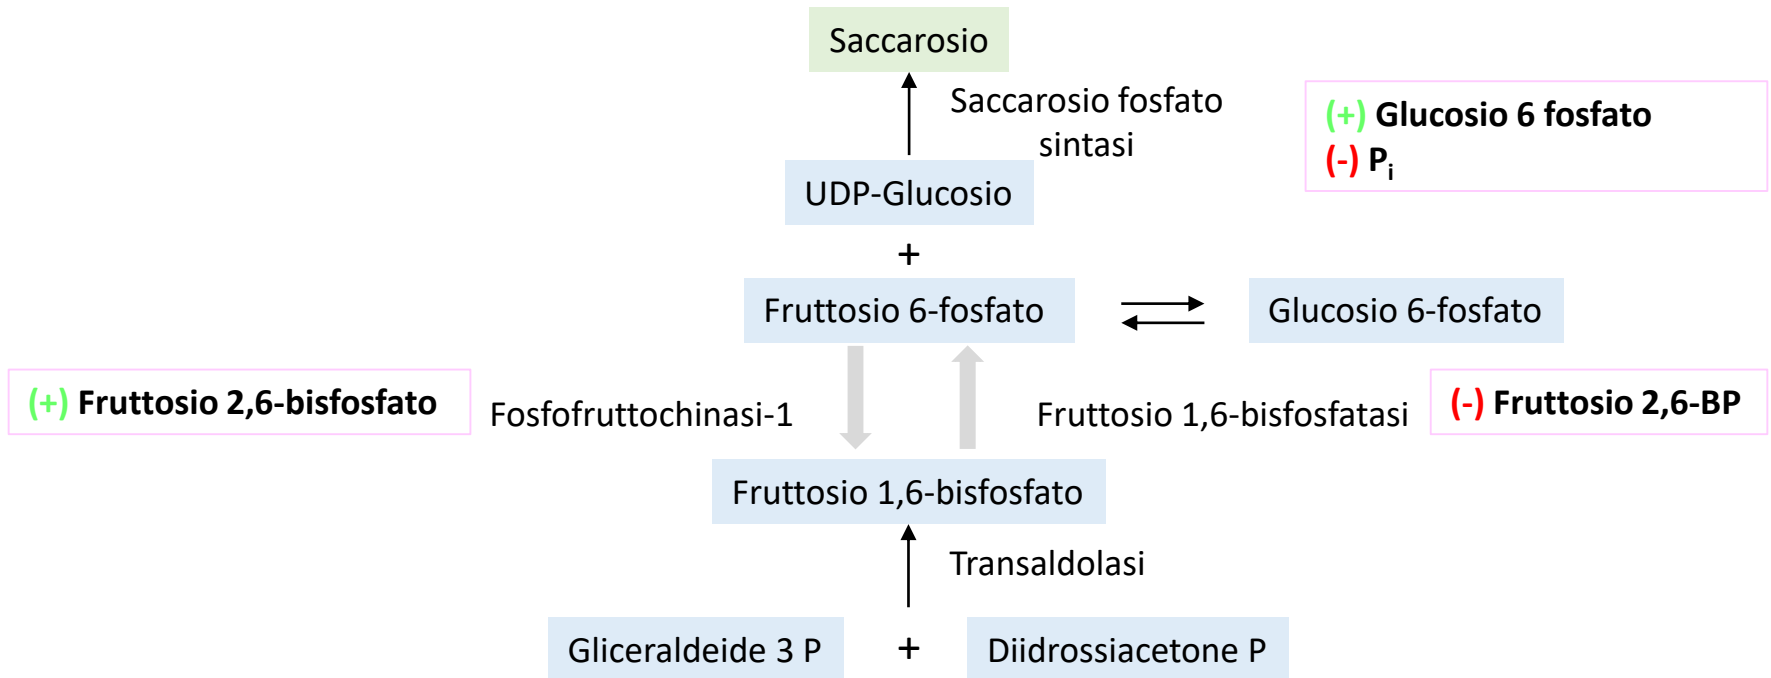 Saccarosio
Saccarosio fosfato
sintasi
(+) Glucosio 6 fosfato
(-) Pi
UDP-Glucosio
+
Fruttosio 6-fosfato
Glucosio 6-fosfato
(+) Fruttosio 2,6-bisfosfato
Fosfofruttochinasi-1
Fruttosio 1,6-bisfosfatasi
(-) Fruttosio 2,6-BP
Fruttosio 1,6-bisfosfato
Transaldolasi
Gliceraldeide 3 P
+
Diidrossiacetone P